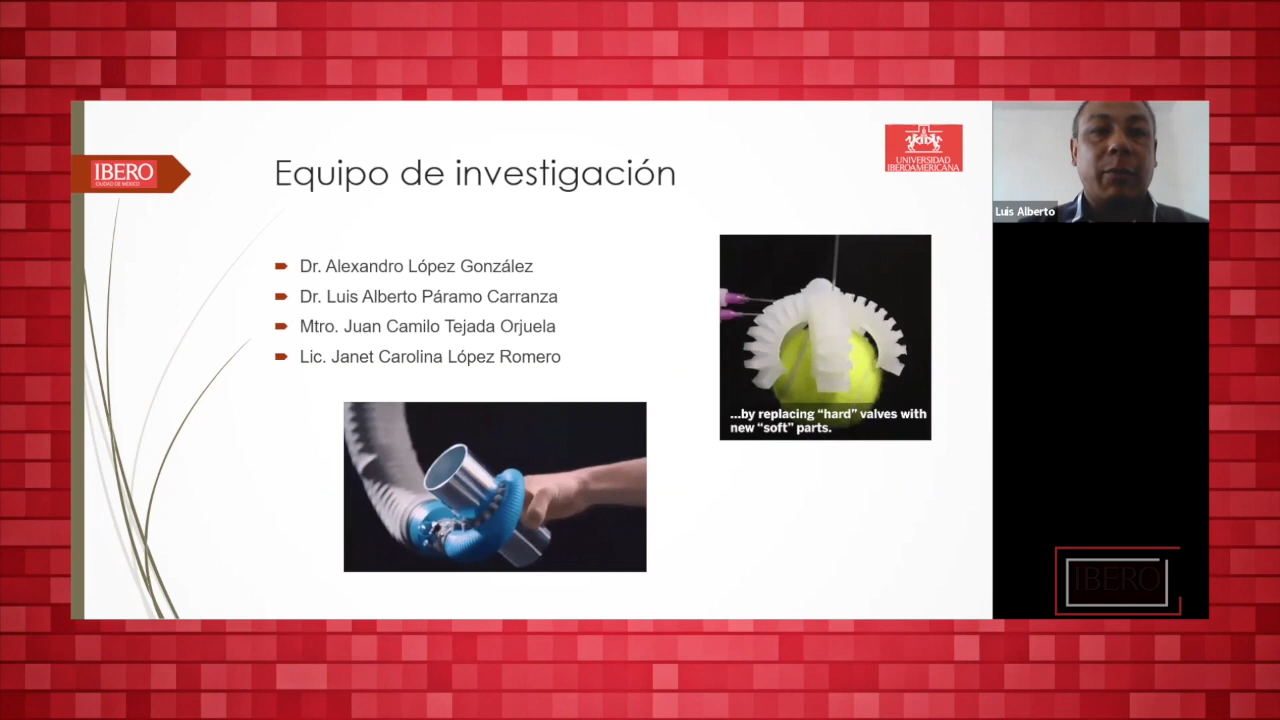 IBERO
CIUDAD DE MÉXICO
Equipo de investigación
UNIVERSIDAD
IBEROAMERICANA
Dr. Alexandro López González
Dr. Luis Alberto Páramo Carranza
Mtro. Juan Camilo Tejada Orjuela
Lic. Janet Carolina López Romero
...by replacing “hard” valves with
new “soft” parts.
Luis Alberto
IBERO